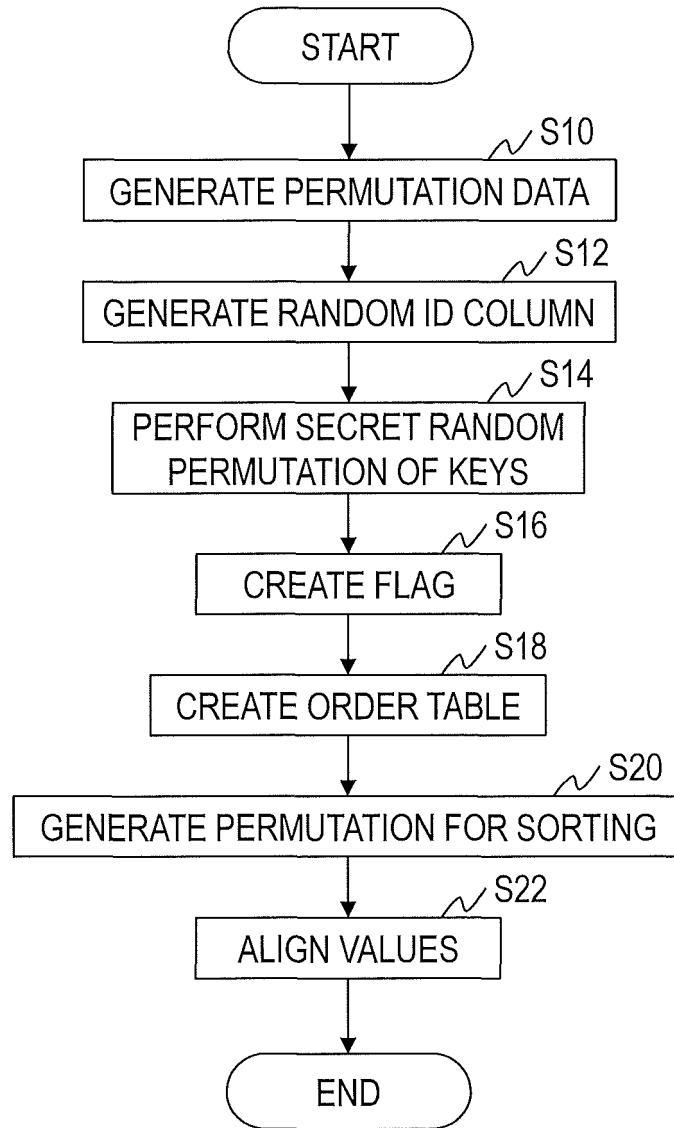 START
S10
GENERATE PERMUTATION DATA
S12
GENERATE RANDOM ID COLUMN
S14
PERFORM SECRET RANDOM
PERMUTATION OF KEYS
S16
CREATE FLAG
S18
CREATE ORDER TABLE
S20
GENERATE PERMUTATION FOR SORTING
S22
ALIGN VALUES
END